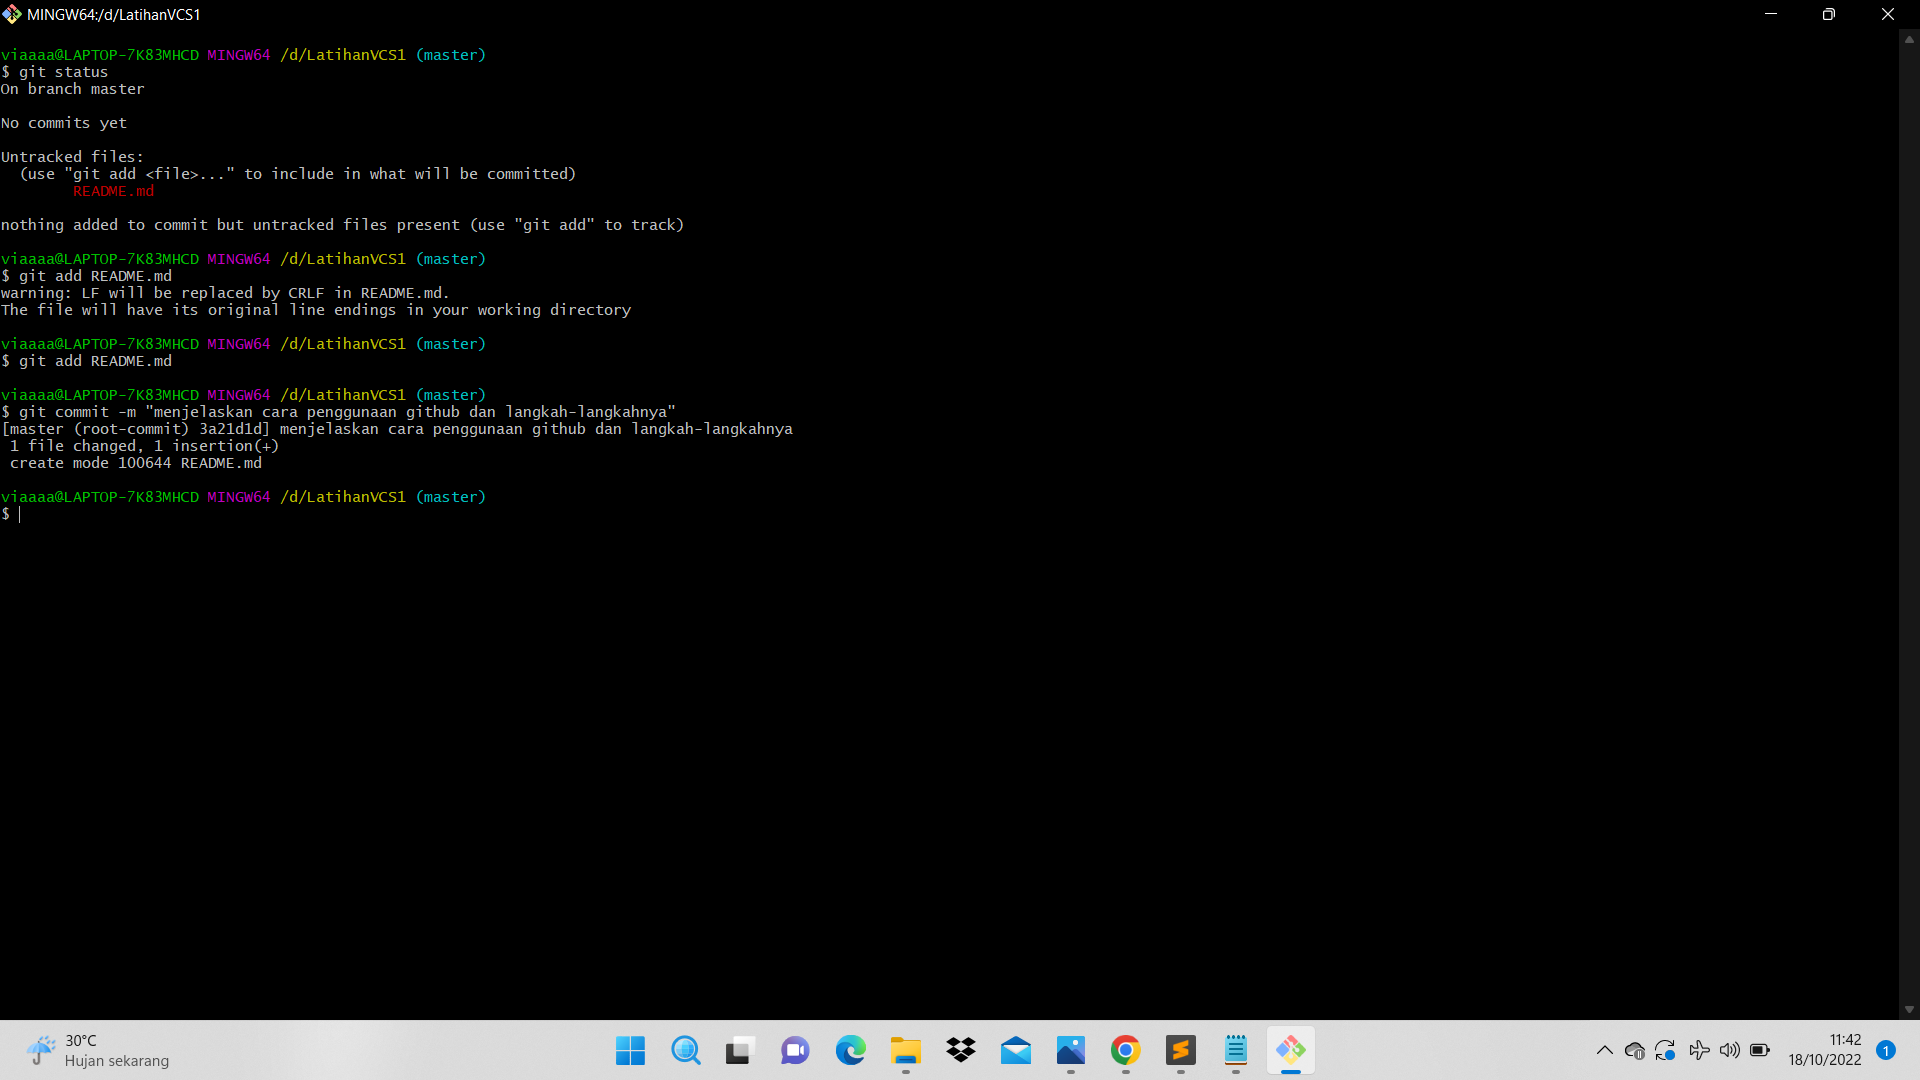 MINGW64:/d/LatihanVCS1
viaaaa@LAPTOP-7K83MHCD MINGW64 /d/LatihanVCS1 (master)
$ git status
On branch master
No commits yet
Untracked files:
  (use "git add <file>..." to include in what will be committed)
        README.md
nothing added to commit but untracked files present (use "git add" to track)
viaaaa@LAPTOP-7K83MHCD MINGW64 /d/LatihanVCS1 (master)
$ git add README.md
warning: LF will be replaced by CRLF in README.md.
The file will have its original line endings in your working directory
viaaaa@LAPTOP-7K83MHCD MINGW64 /d/LatihanVCS1 (master)
$ git add README.md
viaaaa@LAPTOP-7K83MHCD MINGW64 /d/LatihanVCS1 (master)
$ git commit -m "menjelaskan cara penggunaan github dan langkah-langkahnya"
[master (root-commit) 3a21d1d] menjelaskan cara penggunaan github dan langkah-langkahnya
 1 file changed, 1 insertion(+)
 create mode 100644 README.md
viaaaa@LAPTOP-7K83MHCD MINGW64 /d/LatihanVCS1 (master)
$
30°C
Hujan sekarang
11:42
18/10/2022
1